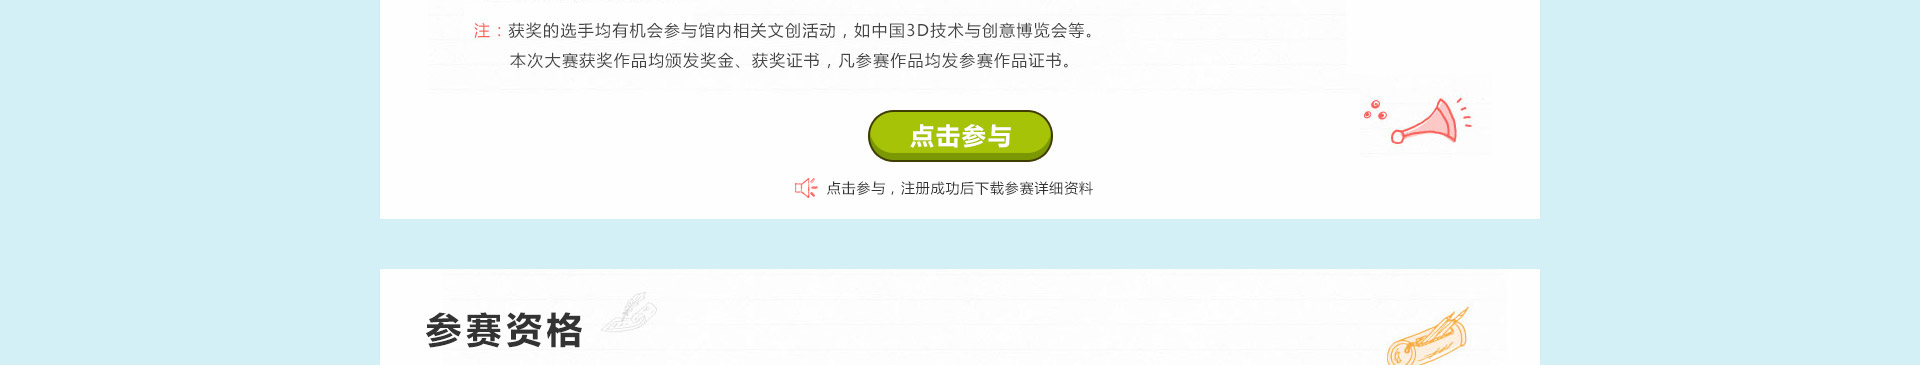 注：获奖的选手均有机会参与馆内相关文创活动，如中国3D技术与创意博览会等。
本次大赛获奖作品均颁发奖金、获奖证书，凡参赛作品均发参赛作品证书。
点击参与
点击参与，注册成功后下载参赛详细资料
参赛资格